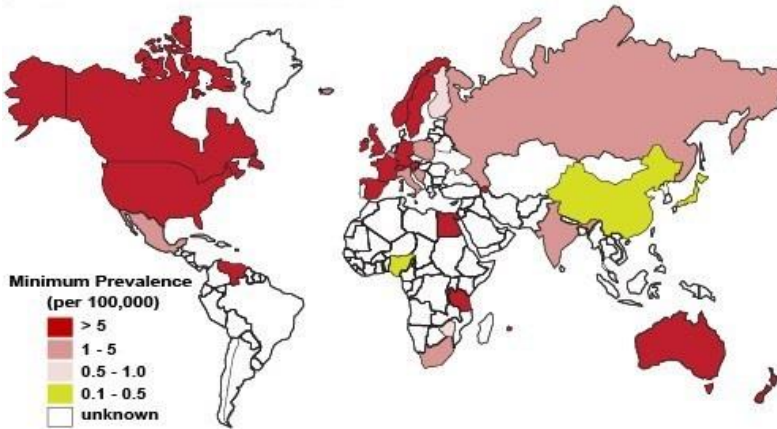 Minimum Prevalence
(per 100,000)
> 5
1 - 5
0.5 - 1.0
0.1 - 0.5
unknown